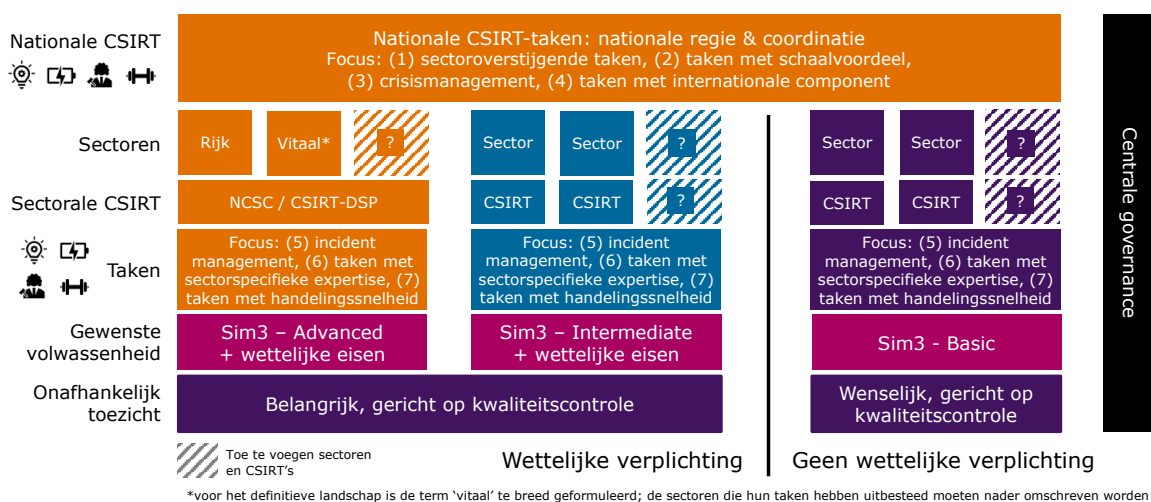 Nationale CSIRT
Nationale CSIRT-taken: nationale regie & coordinatie
Focus: (1) sectoroverstijgende taken, (2) taken met schaalvoordeel,
(3) crisismanagement, (4) taken met internationale component
Sectoren
Rijk
Vitaal*
?
Sector
Sector
?
Sector
Sector
?
Sectorale CSIRT
NCSC / CSIRT-DSP
CSIRT
CSIRT
?
CSIRT
CSIRT
?
Taken
Focus: (5) incident
management, (6) taken met
sectorspecifieke expertise, (7)
taken met handelingssnelheid
Focus: (5) incident
management, (6) taken met
sectorspecifieke expertise, (7)
taken met handelingssnelheid
Focus: (5) incident
management, (6) taken met
sectorspecifieke expertise, (7)
taken met handelingssnelheid
Gewenste
volwassenheid
Sim3 – Advanced
+ wettelijke eisen
Sim3 – Intermediate
+ wettelijke eisen
Sim3 - Basic
Onafhankelijk
toezicht
Belangrijk, gericht op kwaliteitscontrole
Wenselijk, gericht op
kwaliteitscontrole
Centrale governance
Toe te voegen sectoren
en CSIRT's
Wettelijke verplichting
Geen wettelijke verplichting
*voor het definitieve landschap is de term 'vitaal' te breed geformuleerd; de sectoren die hun taken hebben uitbesteed moeten nader omschreven worden